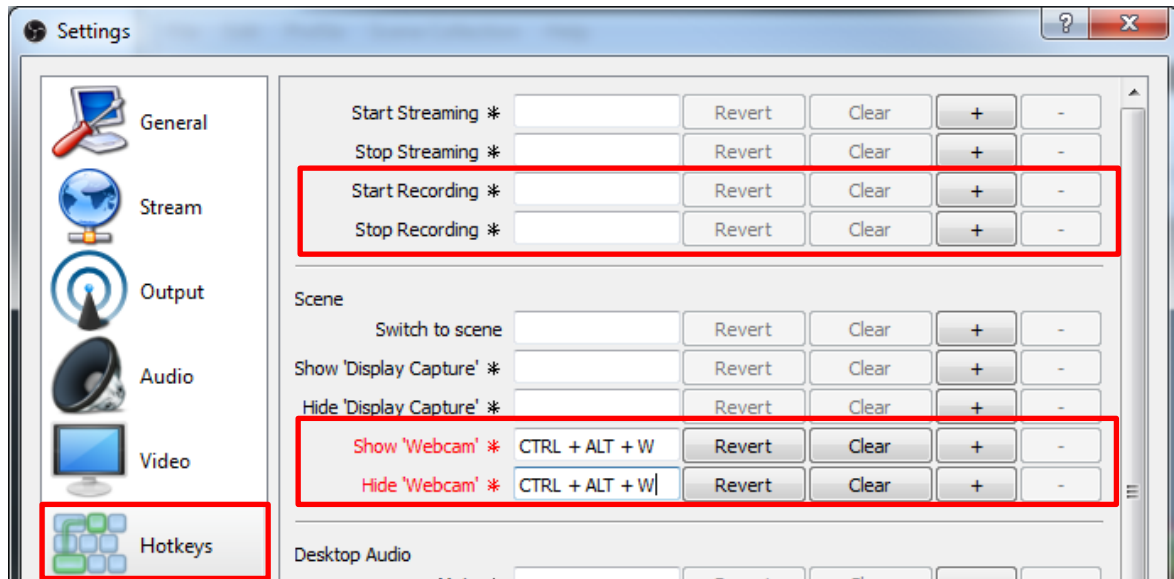 Settings
General
Stream
Output
Audio
Video
Hotkeys
Start Streaming * Revert Clear + -
Stop Streaming * Revert Clear + -
Start Recording * Revert Clear + -
Stop Recording * Revert Clear + -
Scene
Switch to scene Revert Clear + -
Show 'Display Capture' * Revert Clear + -
Hide 'Display Capture' * Revert Clear + -
Show 'Webcam' * CTRL + ALT + W Revert Clear + -
Hide 'Webcam' * CTRL + ALT + W Revert Clear + -
Desktop Audio